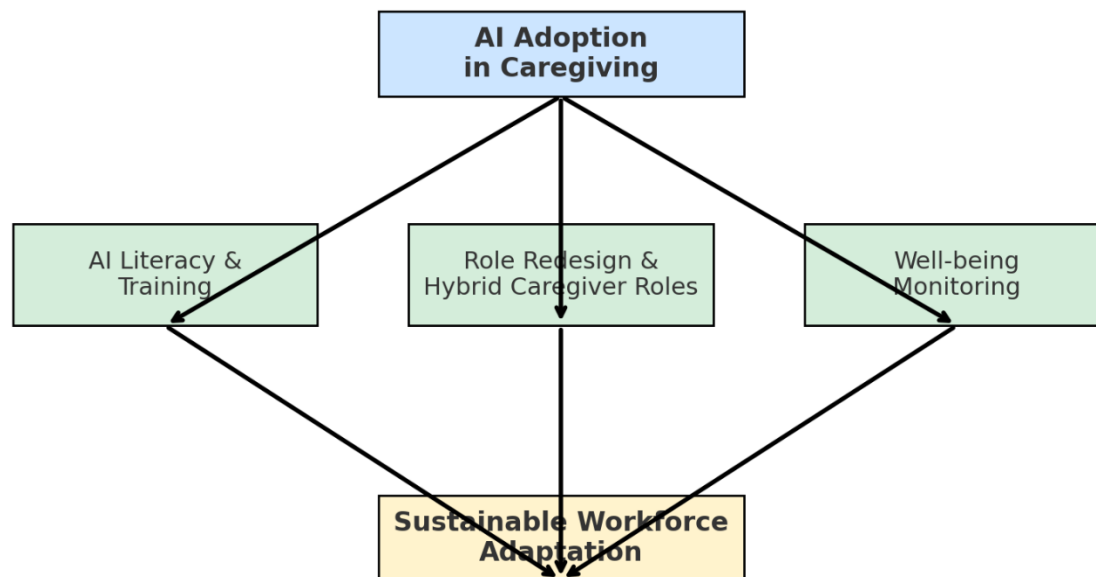 AI Adoption
in Caregiving
AI Literacy &
Training
Role Redesign &
Hybrid Caregiver Roles
Well-being
Monitoring
Sustainable Workforce
Adaptation